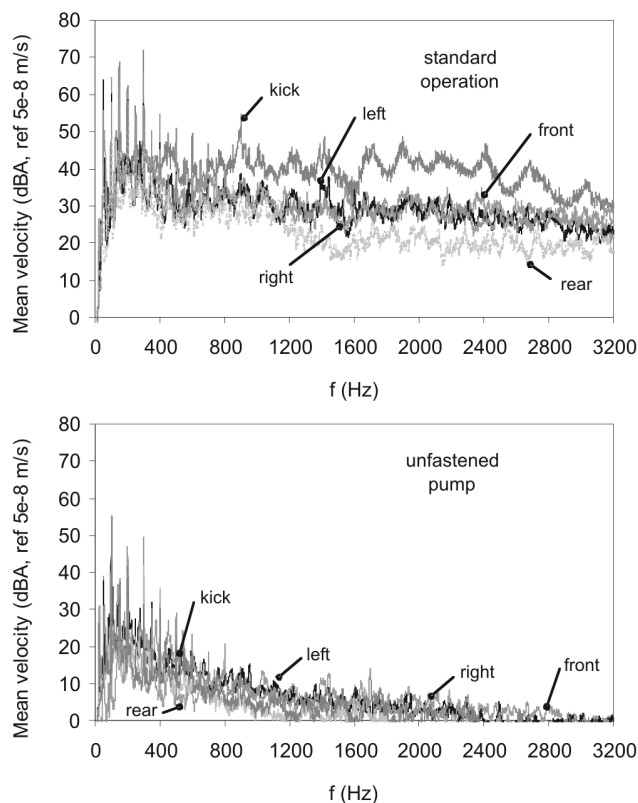 80
70
60
50
40
30
20
10
0
Mean velocity (dBA, ref 5e-8 m/s)
standard
operation
kick
left
front
right
rear
0 400 800 1200 1600 2000 2400 2800 3200
f (Hz)
80
70
60
50
40
30
20
10
0
Mean velocity (dBA, ref 5e-8 m/s)
unfastened
pump
kick
left
right
front
rear
0 400 800 1200 1600 2000 2400 2800 3200
f (Hz)